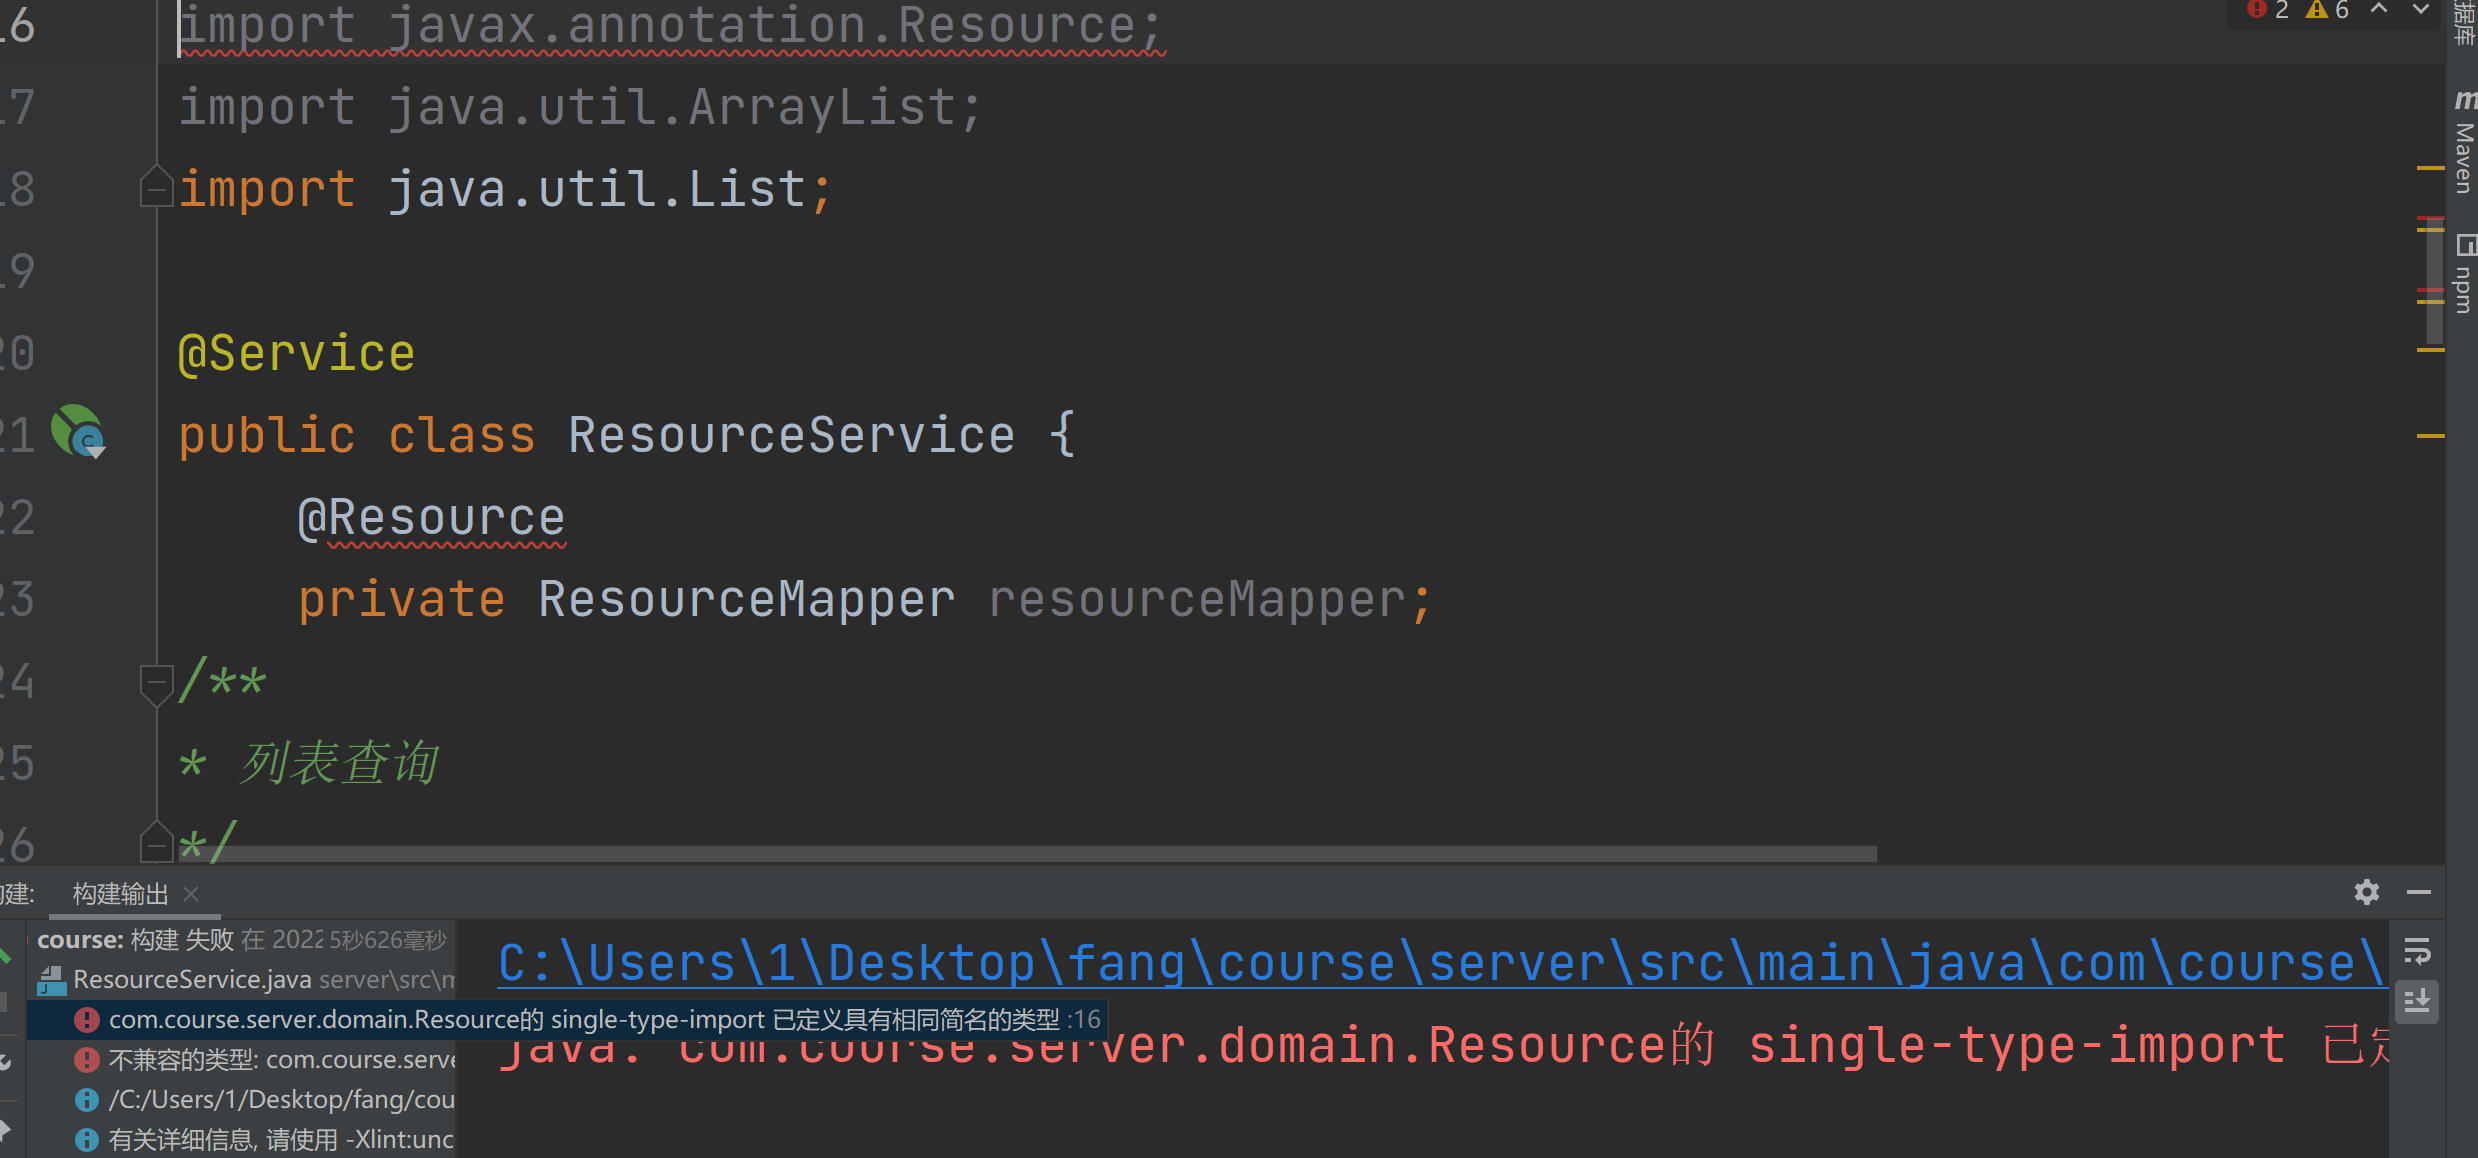 16
import javax.annotation.Resource;
2
6
17
import java.util.ArrayList;
18
import java.util.List;
19
20
@Service
21
public class ResourceService {
22
@Resource
23
private ResourceMapper resourceMapper;
24
/**
25
* 列表查询
26
*/
据库
Maven
npm
构建:
构建输出
course: 构建 失败 在 2022 5秒626毫秒
ResourceService.java server\src\m
com.course.server.domain.Resource的 single-type-import 已定义具有相同简名的类型 :16
不兼容的类型: com.course.serve
/C:/Users/1/Desktop/fang/cou
有关详细信息, 请使用 -Xlint:unc
C:\Users\1\Desktop\fang\course\server\src\main\java\com\course\
java: com.course.server.domain.Resource的 single-type-import 已定